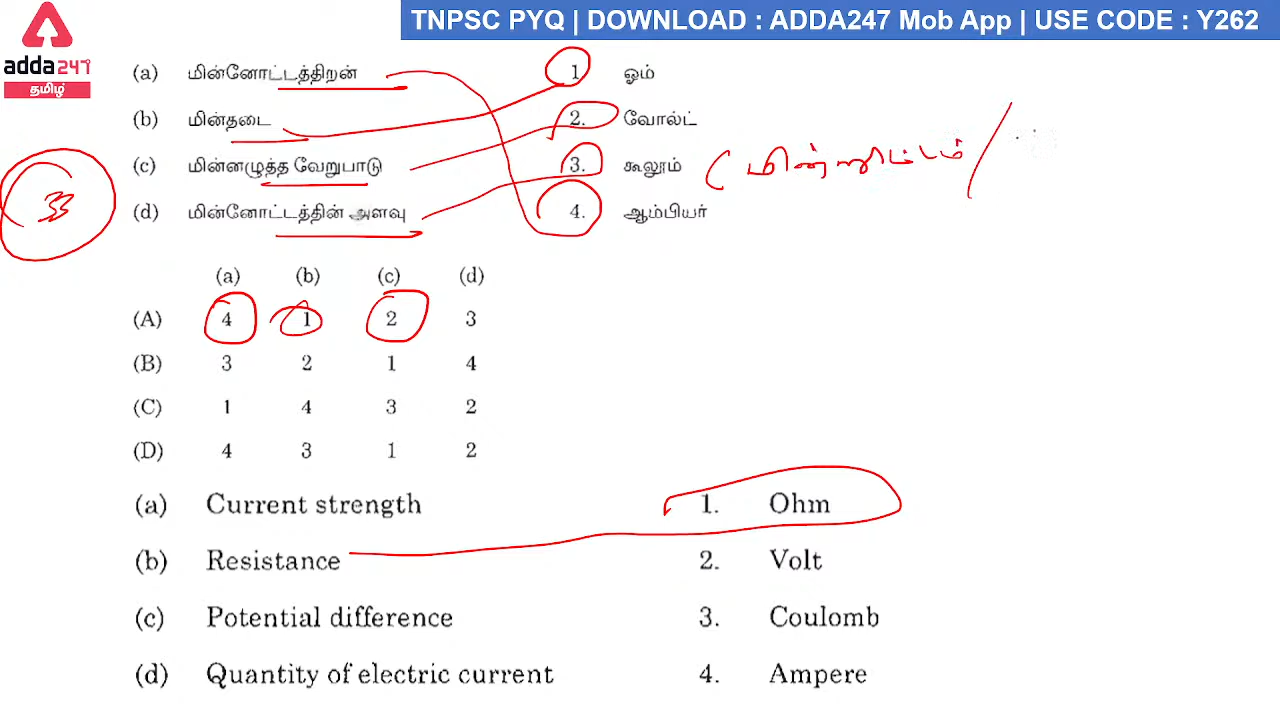 TNPSC PYQ | DOWNLOAD : ADDA247 Mob App | USE CODE : Y262
adda247
தமிழ்
(a) மின்னோட்டத்திறன் 1. ஓம்
(b) மின்தடை 2. வோல்ட்
(c) மின்னழுத்த வேறுபாடு 3. கூலூம் ( மின்னூட்டம் /
(d) மின்னோட்டத்தின் அளவு 4. ஆம்பியர்
33
(a) (b) (c) (d)
(A) 4 1 2 3
(B) 3 2 1 4
(C) 1 4 3 2
(D) 4 3 1 2
(a) Current strength 1. Ohm
(b) Resistance 2. Volt
(c) Potential difference 3. Coulomb
(d) Quantity of electric current 4. Ampere